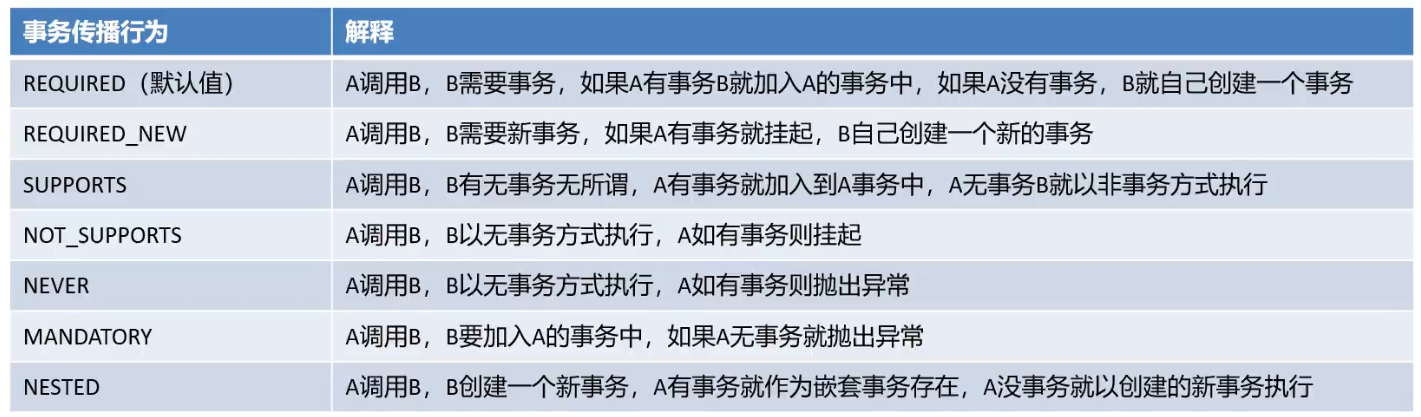 事务传播行为 解释
REQUIRED（默认值） A调用B，B需要事务，如果A有事务B就加入A的事务中，如果A没有事务，B就自己创建一个事务
REQUIRED_NEW A调用B，B需要新事务，如果A有事务就挂起，B自己创建一个新的事务
SUPPORTS A调用B，B有无事务无所谓，A有事务就加入到A事务中，A无事务B就以非事务方式执行
NOT_SUPPORTS A调用B，B以无事务方式执行，A如有事务则挂起
NEVER A调用B，B以无事务方式执行，A如有事务则抛出异常
MANDATORY A调用B，B要加入A的事务中，如果A无事务就抛出异常
NESTED A调用B，B创建一个新事务，A有事务就作为嵌套事务存在，A没事务就以创建的新事务执行